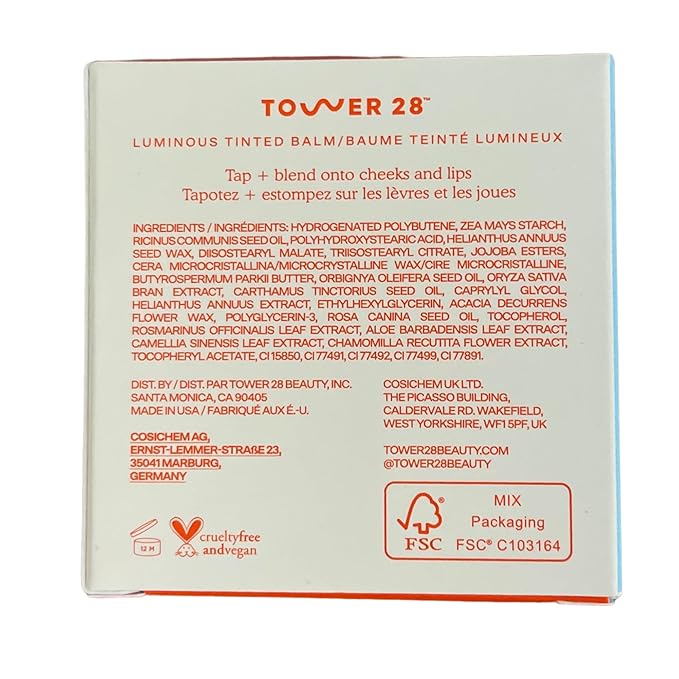 TOWER 28™
LUMINOUS TINTED BALM/BAUME TEINTÉ LUMINEUX
Tap + blend onto cheeks and lips
Tapotez + estompez sur les lèvres et les joues
INGREDIENTS / INGRÉDIENTS: HYDROGENATED POLYBUTENE, ZEA MAYS STARCH,
RICINUS COMMUNIS SEED OIL, POLYHYDROXYSTEARIC ACID, HELIANTHUS ANNUUS
SEED WAX, DIISOSTEARYL MALATE, TRIISOSTEARYL CITRATE, JOJOBA ESTERS,
CERA MICROCRISTALLINA/MICROCRYSTALLINE WAX/CIRE MICROCRISTALLINE,
BUTYROSPERMUM PARKII BUTTER, ORBIGNYA OLEIFERA SEED OIL, ORYZA SATIVA
BRAN EXTRACT, CARTHAMUS TINCTORIUS SEED OIL, CAPRYLYL GLYCOL,
HELIANTHUS ANNUUS EXTRACT, ETHYLHEXYLGLYCERIN, ACACIA DECURRENS
FLOWER WAX, POLYGLYCERIN-3, ROSA CANINA SEED OIL, TOCOPHEROL,
ROSMARINUS OFFICINALIS LEAF EXTRACT, ALOE BARBADENSIS LEAF EXTRACT,
CAMELLIA SINENSIS LEAF EXTRACT, CHAMOMILLA RECUTITA FLOWER EXTRACT,
TOCOPHERYL ACETATE, CI 15850, CI 77491, CI 77492, CI 77499, CI 77891.
DIST. BY / DIST. PAR TOWER 28 BEAUTY, INC.
SANTA MONICA, CA 90405
MADE IN USA / FABRIQUÉ AUX É.-U.
COSICHEM AG,
ERNST-LEMMER-STRAßE 23,
35041 MARBURG,
GERMANY
COSICHEM UK LTD.
THE PICASSO BUILDING,
CALDERVALE RD. WAKEFIELD,
WEST YORKSHIRE, WF1 5PF, UK
TOWER28BEAUTY.COM
@TOWER28BEAUTY
12 M
crueltyfree
andvegan
FSC
MIX
Packaging
FSC® C103164